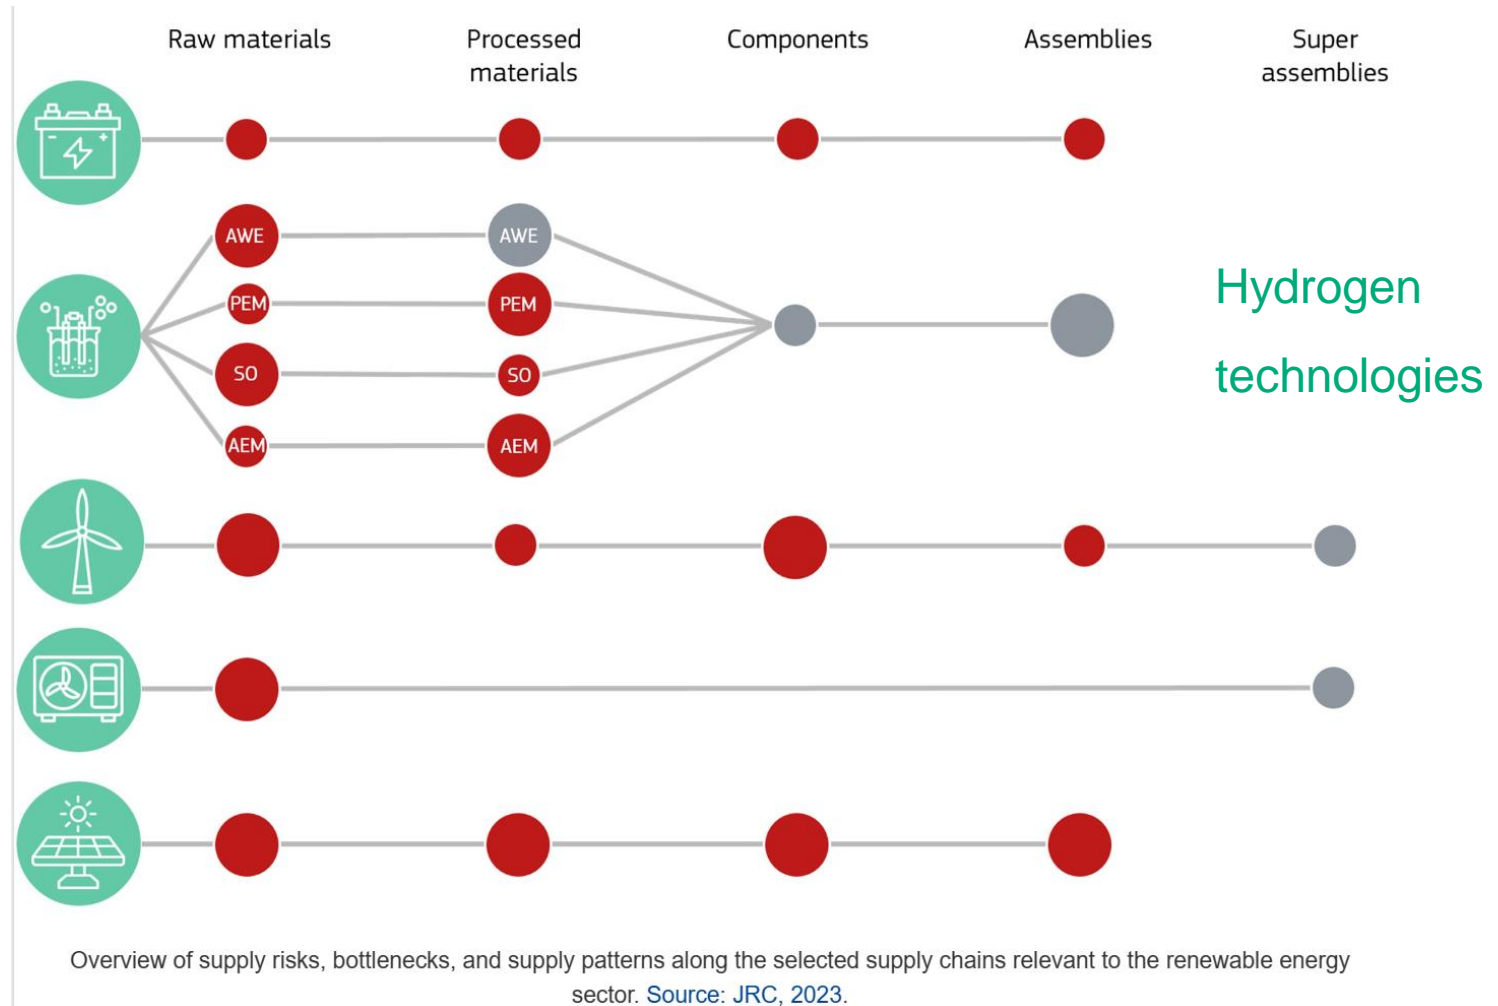 Raw materials
Processed
materials
Components
Assemblies
Super
assemblies
AWE
AWE
PEM
PEM
SO
SO
AEM
AEM
Hydrogen
technologies
Overview of supply risks, bottlenecks, and supply patterns along the selected supply chains relevant to the renewable energy
sector. Source: JRC, 2023.